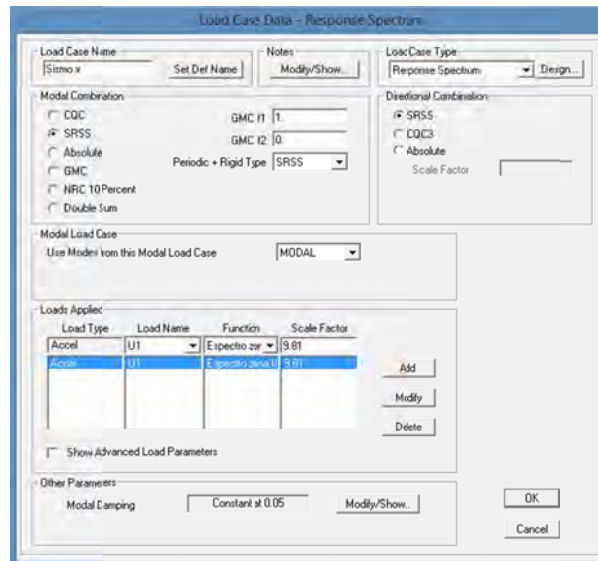 Load Case Data - Response Spectrum
Load Case Name
Sismo x
Set Def Name
Notes
Modify/Show...
Load Case Type
Response Spectrum
Design...
Modal Combination
CQC
SRSS
Absolute
GMC
NRC 10 Percent
Double Sum
GMC f1
1.
GMC f2
0.
Periodic + Rigid Type
SRSS
Directional Combination
SRSS
CQC3
Absolute
Scale Factor
Modal Load Case
Use Modes from this Modal Load Case
MODAL
Loads Applied
Load Type Load Name Function Scale Factor
Accel U1 Espectro zor 9.81
Accel U1 Espectro zona 9.81
Add
Modify
Delete
Show Advanced Load Parameters
Other Parameters
Modal Damping
Constant at 0.05
Modify/Show...
OK
Cancel